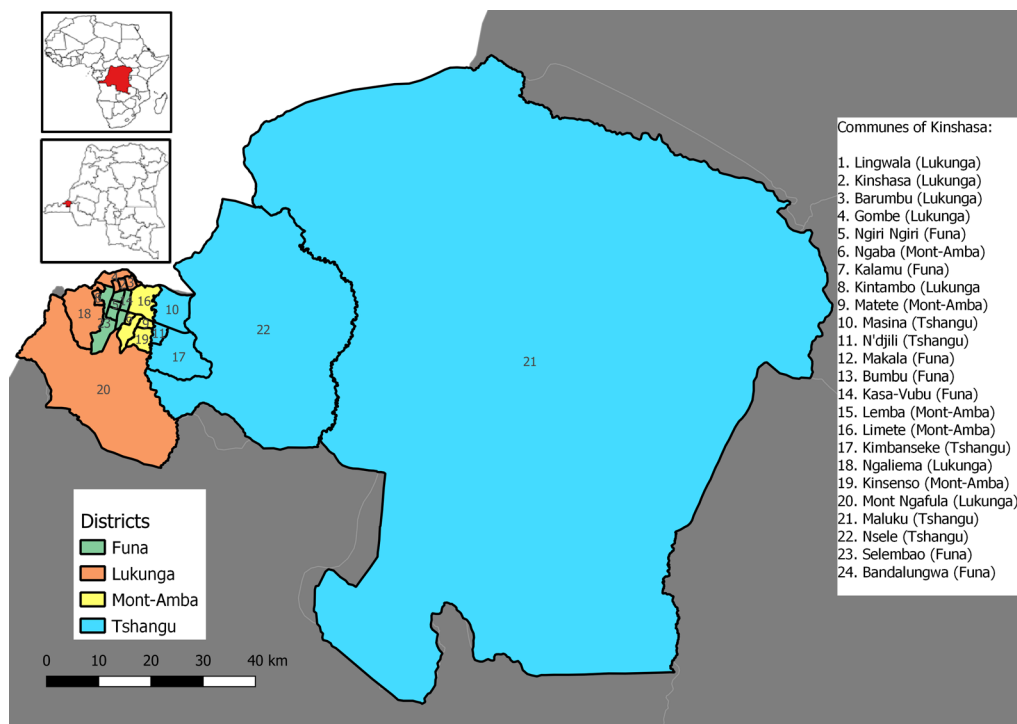 Communes of Kinshasa:
1. Lingwala (Lukunga)
2. Kinshasa (Lukunga)
3. Barumbu (Lukunga)
4. Gombe (Lukunga)
5. Ngiri Ngiri (Funa)
6. Ngaba (Mont-Amba)
7. Kalamu (Funa)
8. Kintambo (Lukunga
9. Matete (Mont-Amba)
10. Masina (Tshangu)
11. N'djili (Tshangu)
12. Makala (Funa)
13. Bumbu (Funa)
14. Kasa-Vubu (Funa)
15. Lemba (Mont-Amba)
16. Limete (Mont-Amba)
17. Kimbanseke (Tshangu)
18. Ngaliema (Lukunga)
19. Kinsenso (Mont-Amba)
20. Mont Ngafula (Lukunga)
21. Maluku (Tshangu)
22. Nsele (Tshangu)
23. Selembao (Funa)
24. Bandalungwa (Funa)
16
10
18
23
11
19
17
22
21
20
Districts
Funa
Lukunga
Mont-Amba
Tshangu
0 10 20 30 40 km